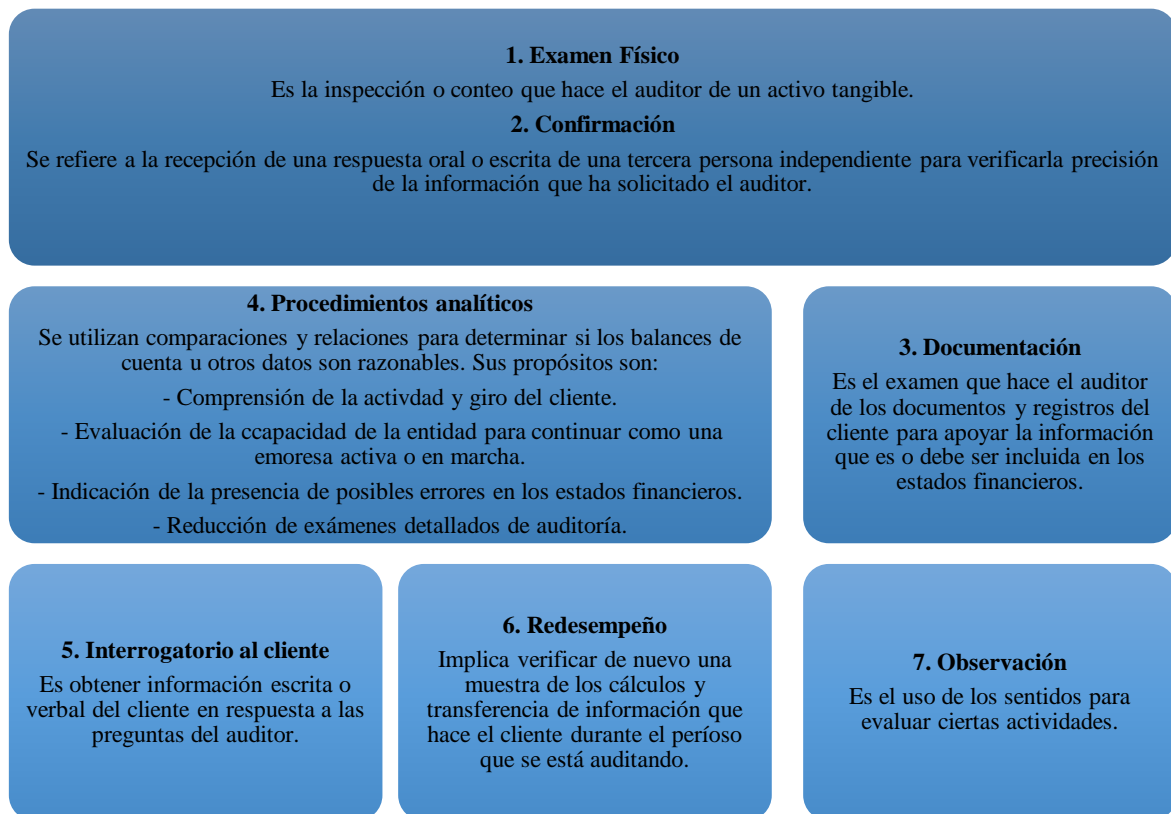 1. Examen Físico
Es la inspección o conteo que hace el auditor de un activo tangible.
2. Confirmación
Se refiere a la recepción de una respuesta oral o escrita de una tercera persona independiente para verificarla precisión
de la información que ha solicitado el auditor.
4. Procedimientos analíticos
Se utilizan comparaciones y relaciones para determinar si los balances de
cuenta u otros datos son razonables. Sus propósitos son:
- Comprensión de la activdad y giro del cliente.
- Evaluación de la ccapacidad de la entidad para continuar como una
emoresa activa o en marcha.
- Indicación de la presencia de posibles errores en los estados financieros.
- Reducción de exámenes detallados de auditoría.
3. Documentación
Es el examen que hace el auditor
de los documentos y registros del
cliente para apoyar la información
que es o debe ser incluida en los
estados financieros.
5. Interrogatorio al cliente
Es obtener información escrita o
verbal del cliente en respuesta a las
preguntas del auditor.
6. Redesempeño
Implica verificar de nuevo una
muestra de los cálculos y
transferencia de información que
hace el cliente durante el períoso
que se está auditando.
7. Observación
Es el uso de los sentidos para
evaluar ciertas actividades.